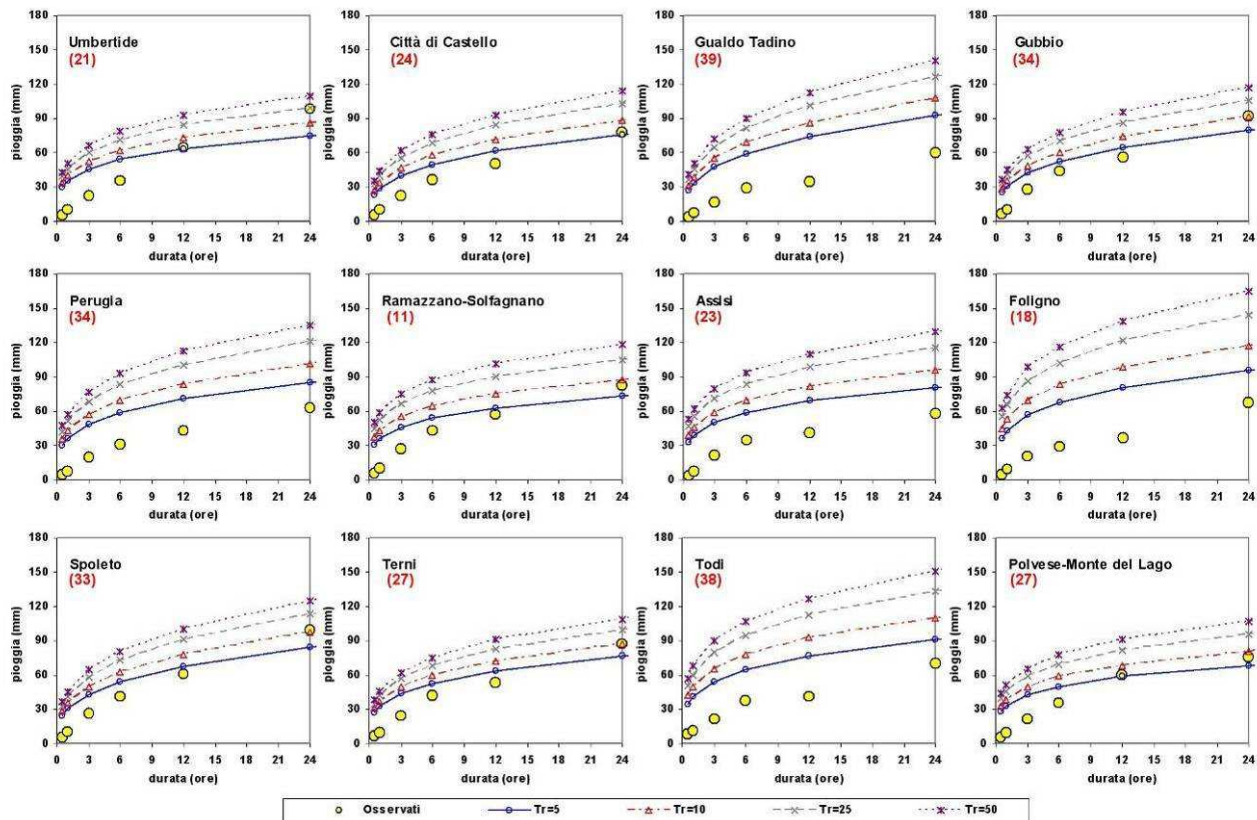 Umbertide
(21)
pioggia (mm)
180
150
120
90
60
30
0
0 3 6 9 12 15 18 21 24
durata (ore)
Città di Castello
(24)
pioggia (mm)
180
150
120
90
60
30
0
0 3 6 9 12 15 18 21 24
durata (ore)
Gualdo Tadino
(39)
pioggia (mm)
180
150
120
90
60
30
0
0 3 6 9 12 15 18 21 24
durata (ore)
Gubbio
(34)
pioggia (mm)
180
150
120
90
60
30
0
0 3 6 9 12 15 18 21 24
durata (ore)
Perugia
(34)
pioggia (mm)
180
150
120
90
60
30
0
0 3 6 9 12 15 18 21 24
durata (ore)
Ramazzano-Solfagnano
(11)
pioggia (mm)
180
150
120
90
60
30
0
0 3 6 9 12 15 18 21 24
durata (ore)
Assisi
(23)
pioggia (mm)
180
150
120
90
60
30
0
0 3 6 9 12 15 18 21 24
durata (ore)
Foligno
(18)
pioggia (mm)
180
150
120
90
60
30
0
0 3 6 9 12 15 18 21 24
durata (ore)
Spoleto
(33)
pioggia (mm)
180
150
120
90
60
30
0
0 3 6 9 12 15 18 21 24
durata (ore)
Terni
(27)
pioggia (mm)
180
150
120
90
60
30
0
0 3 6 9 12 15 18 21 24
durata (ore)
Todi
(38)
pioggia (mm)
180
150
120
90
60
30
0
0 3 6 9 12 15 18 21 24
durata (ore)
Polvese-Monte del Lago
(27)
pioggia (mm)
180
150
120
90
60
30
0
0 3 6 9 12 15 18 21 24
durata (ore)
Osservati Tr=5 Tr=10 Tr=25 Tr=50